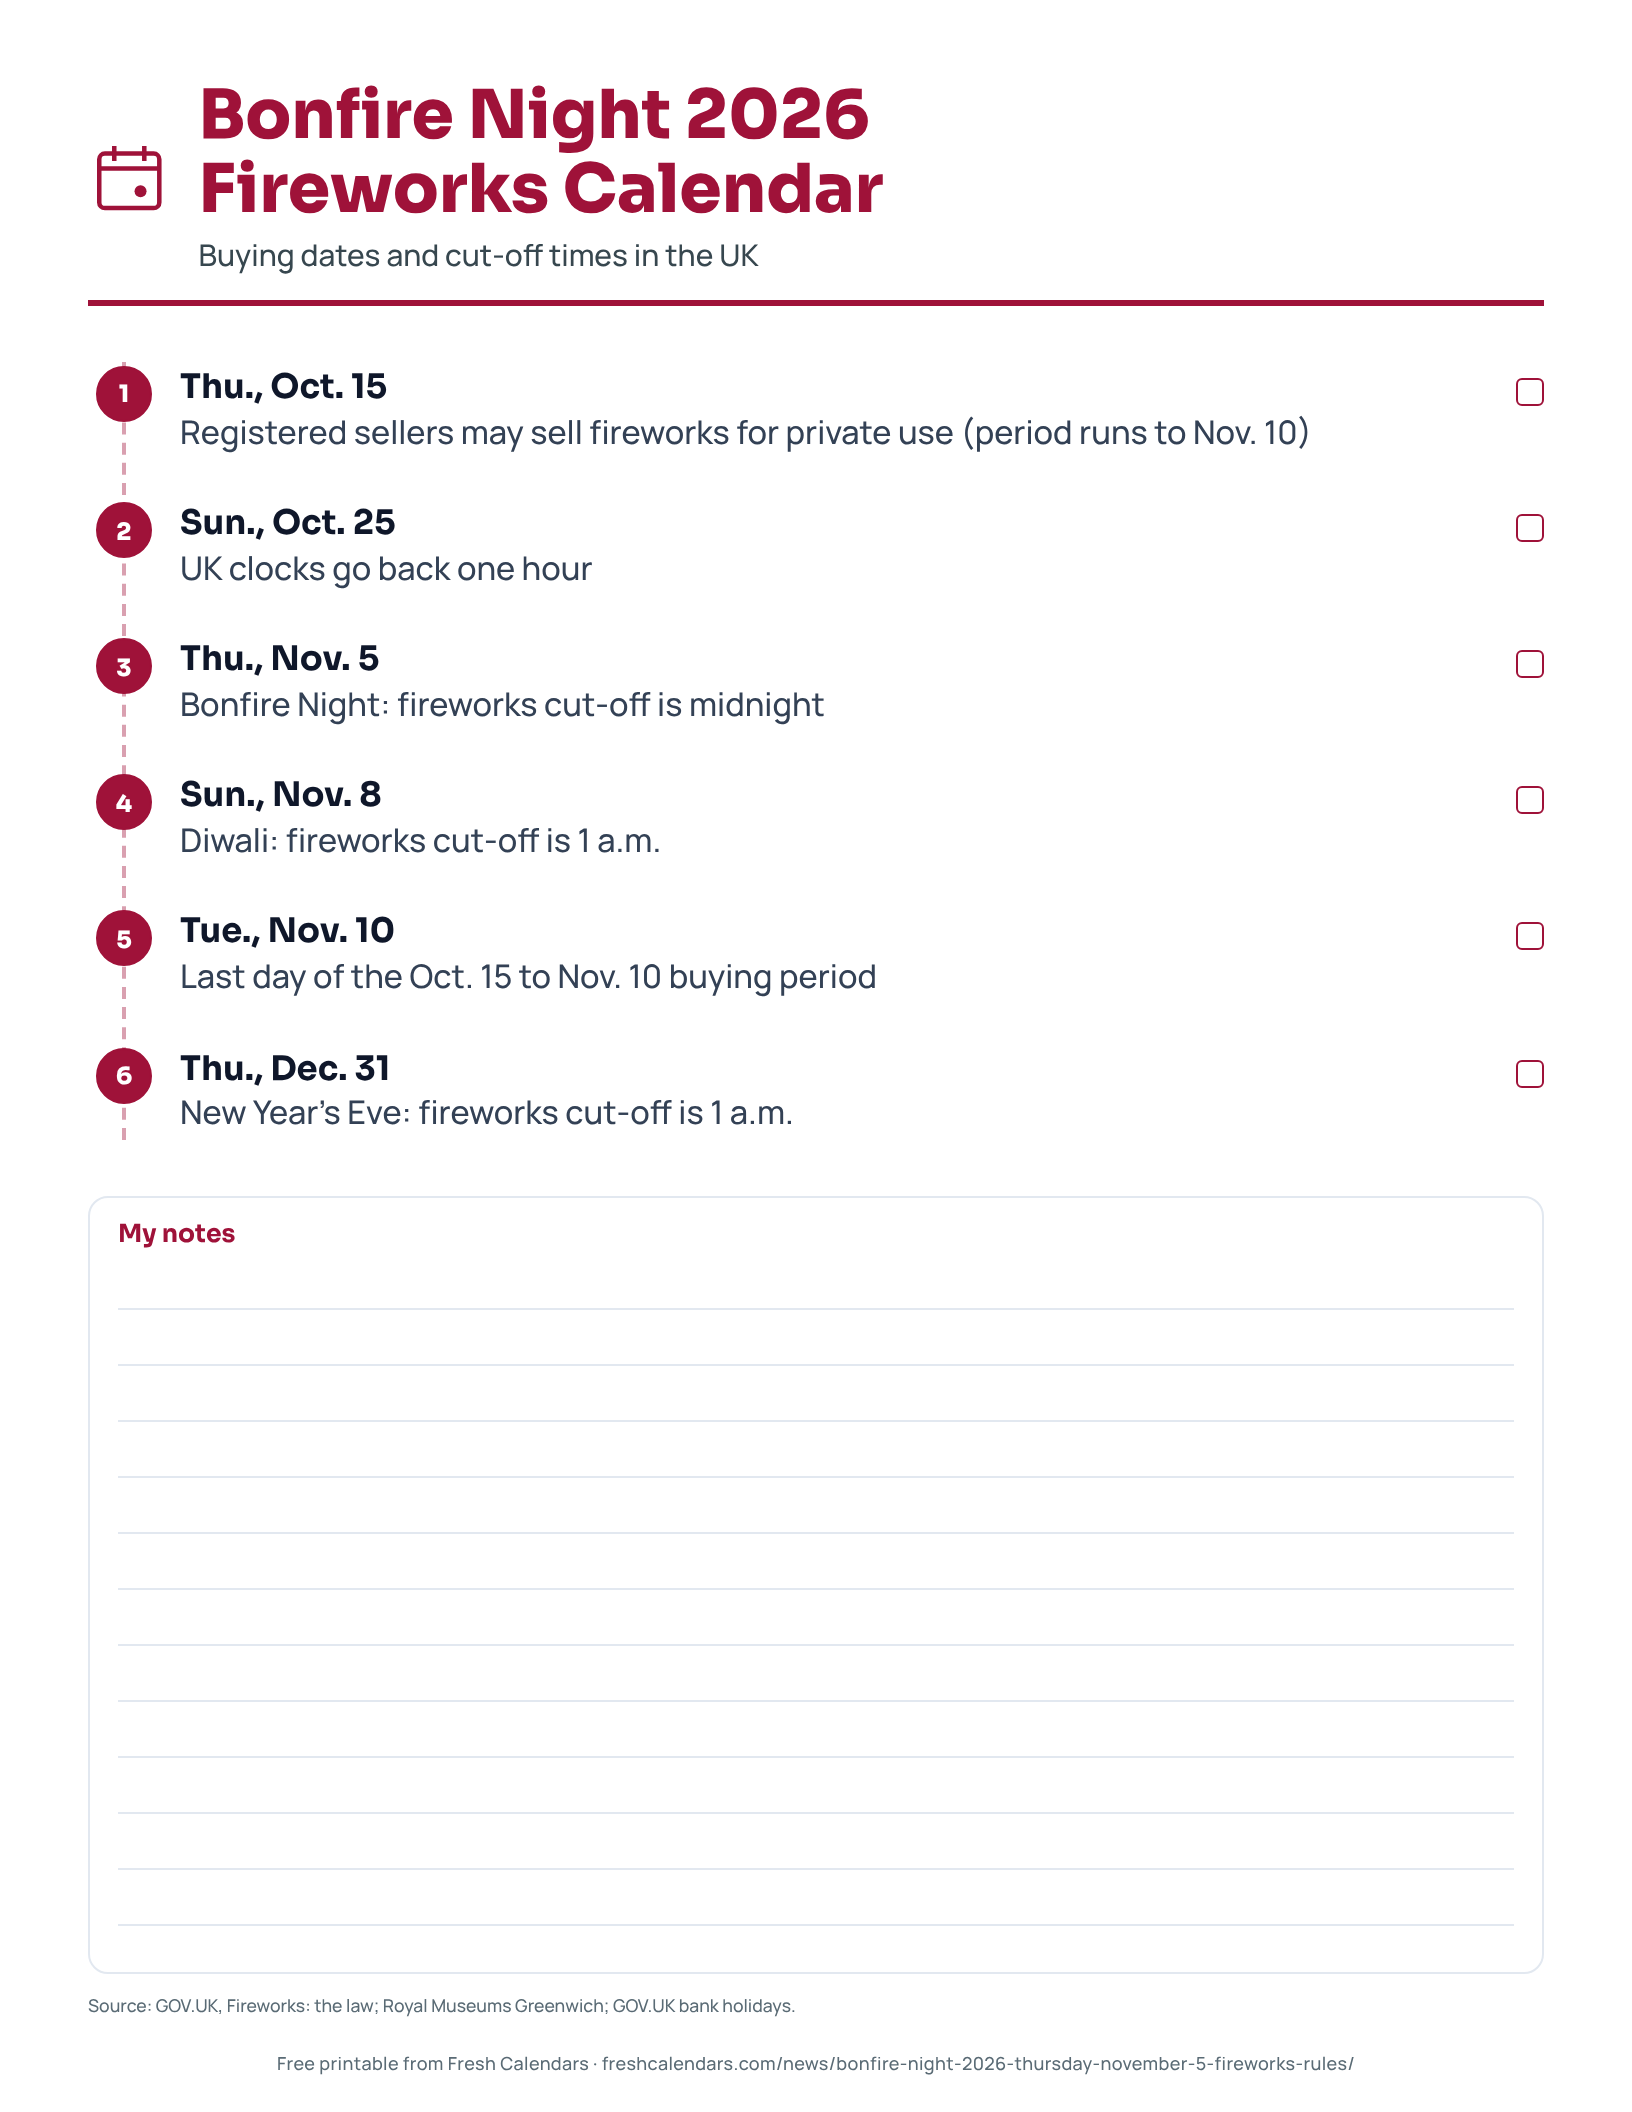 Bonfire Night 2026
Fireworks Calendar
Buying dates and cut-off times in the UK
1
Thu., Oct. 15
Registered sellers may sell fireworks for private use (period runs to Nov. 10)
2
Sun., Oct. 25
UK clocks go back one hour
3
Thu., Nov. 5
Bonfire Night: fireworks cut-off is midnight
4
Sun., Nov. 8
Diwali: fireworks cut-off is 1 a.m.
5
Tue., Nov. 10
Last day of the Oct. 15 to Nov. 10 buying period
6
Thu., Dec. 31
New Year’s Eve: fireworks cut-off is 1 a.m.
My notes
Source: GOV.UK, Fireworks: the law; Royal Museums Greenwich; GOV.UK bank holidays.
Free printable from Fresh Calendars · freshcalendars.com/news/bonfire-night-2026-thursday-november-5-fireworks-rules/